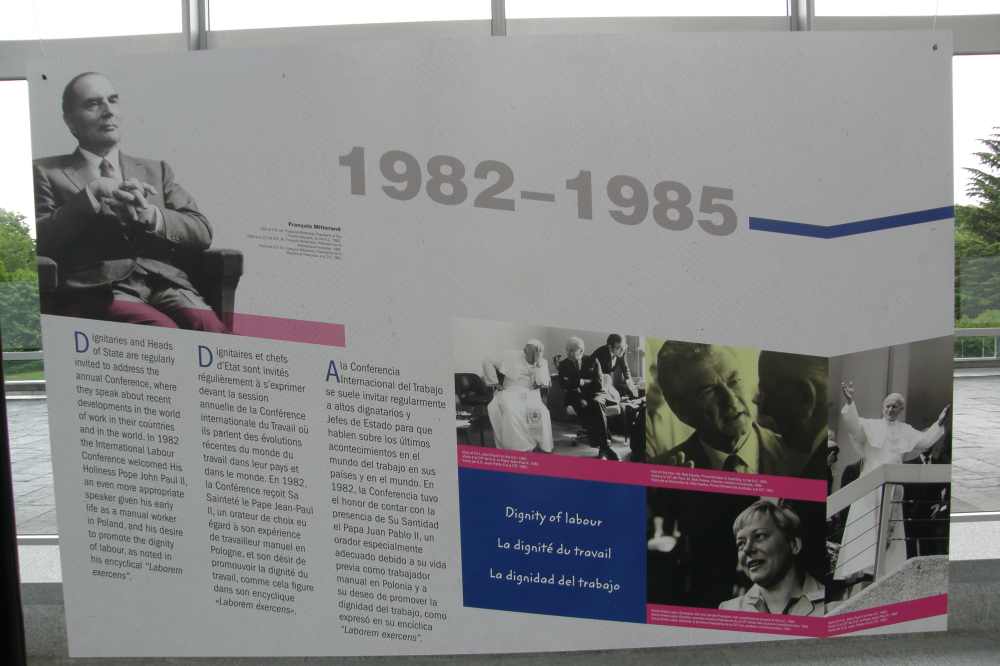 1982–1985
François Mitterand
Dignitaries and Heads
of State are regularly
invited to address the
annual Conference, where
they speak about recent
developments in the world
of work in their countries
and in the world. In 1982
the International Labour
Conference welcomed His
Holiness Pope John Paul II,
an even more appropriate
speaker given his early
life as a manual worker
in Poland, and his desire
to promote the dignity
of labour, as noted in
his encyclical "Laborem
exercens".
Dignitaires et chefs
d'Etat sont invités
régulièrement à s'exprimer
devant la session
annuelle de la Conférence
internationale du Travail où
ils parlent des évolutions
récentes du monde du
travail dans leur pays et
dans le monde. En 1982,
la Conférence reçoit Sa
Sainteté le Pape Jean-Paul
II, un orateur de choix eu
égard à son expérience
de travailleur manuel en
Pologne, et son désir de
promouvoir la dignité du
travail, comme cela figure
dans son encyclique
«Laborem éxercens».
A la Conferencia
Internacional del Trabajo
se suele invitar regularmente
a altos dignatarios y
Jefes de Estado para que
hablen sobre los últimos
acontecimientos en el
mundo del trabajo en sus
países y en el mundo. En
1982, la Conferencia tuvo
el honor de contar con la
presencia de Su Santidad
el Papa Juan Pablo II, un
orador especialmente
adecuado debido a su vida
previa como trabajador
manual en Polonia y a
su deseo de promover la
dignidad del trabajo, como
expresó en su encíclica
"Laborem exercens".
Dignity of labour
La dignité du travail
La dignidad del trabajo